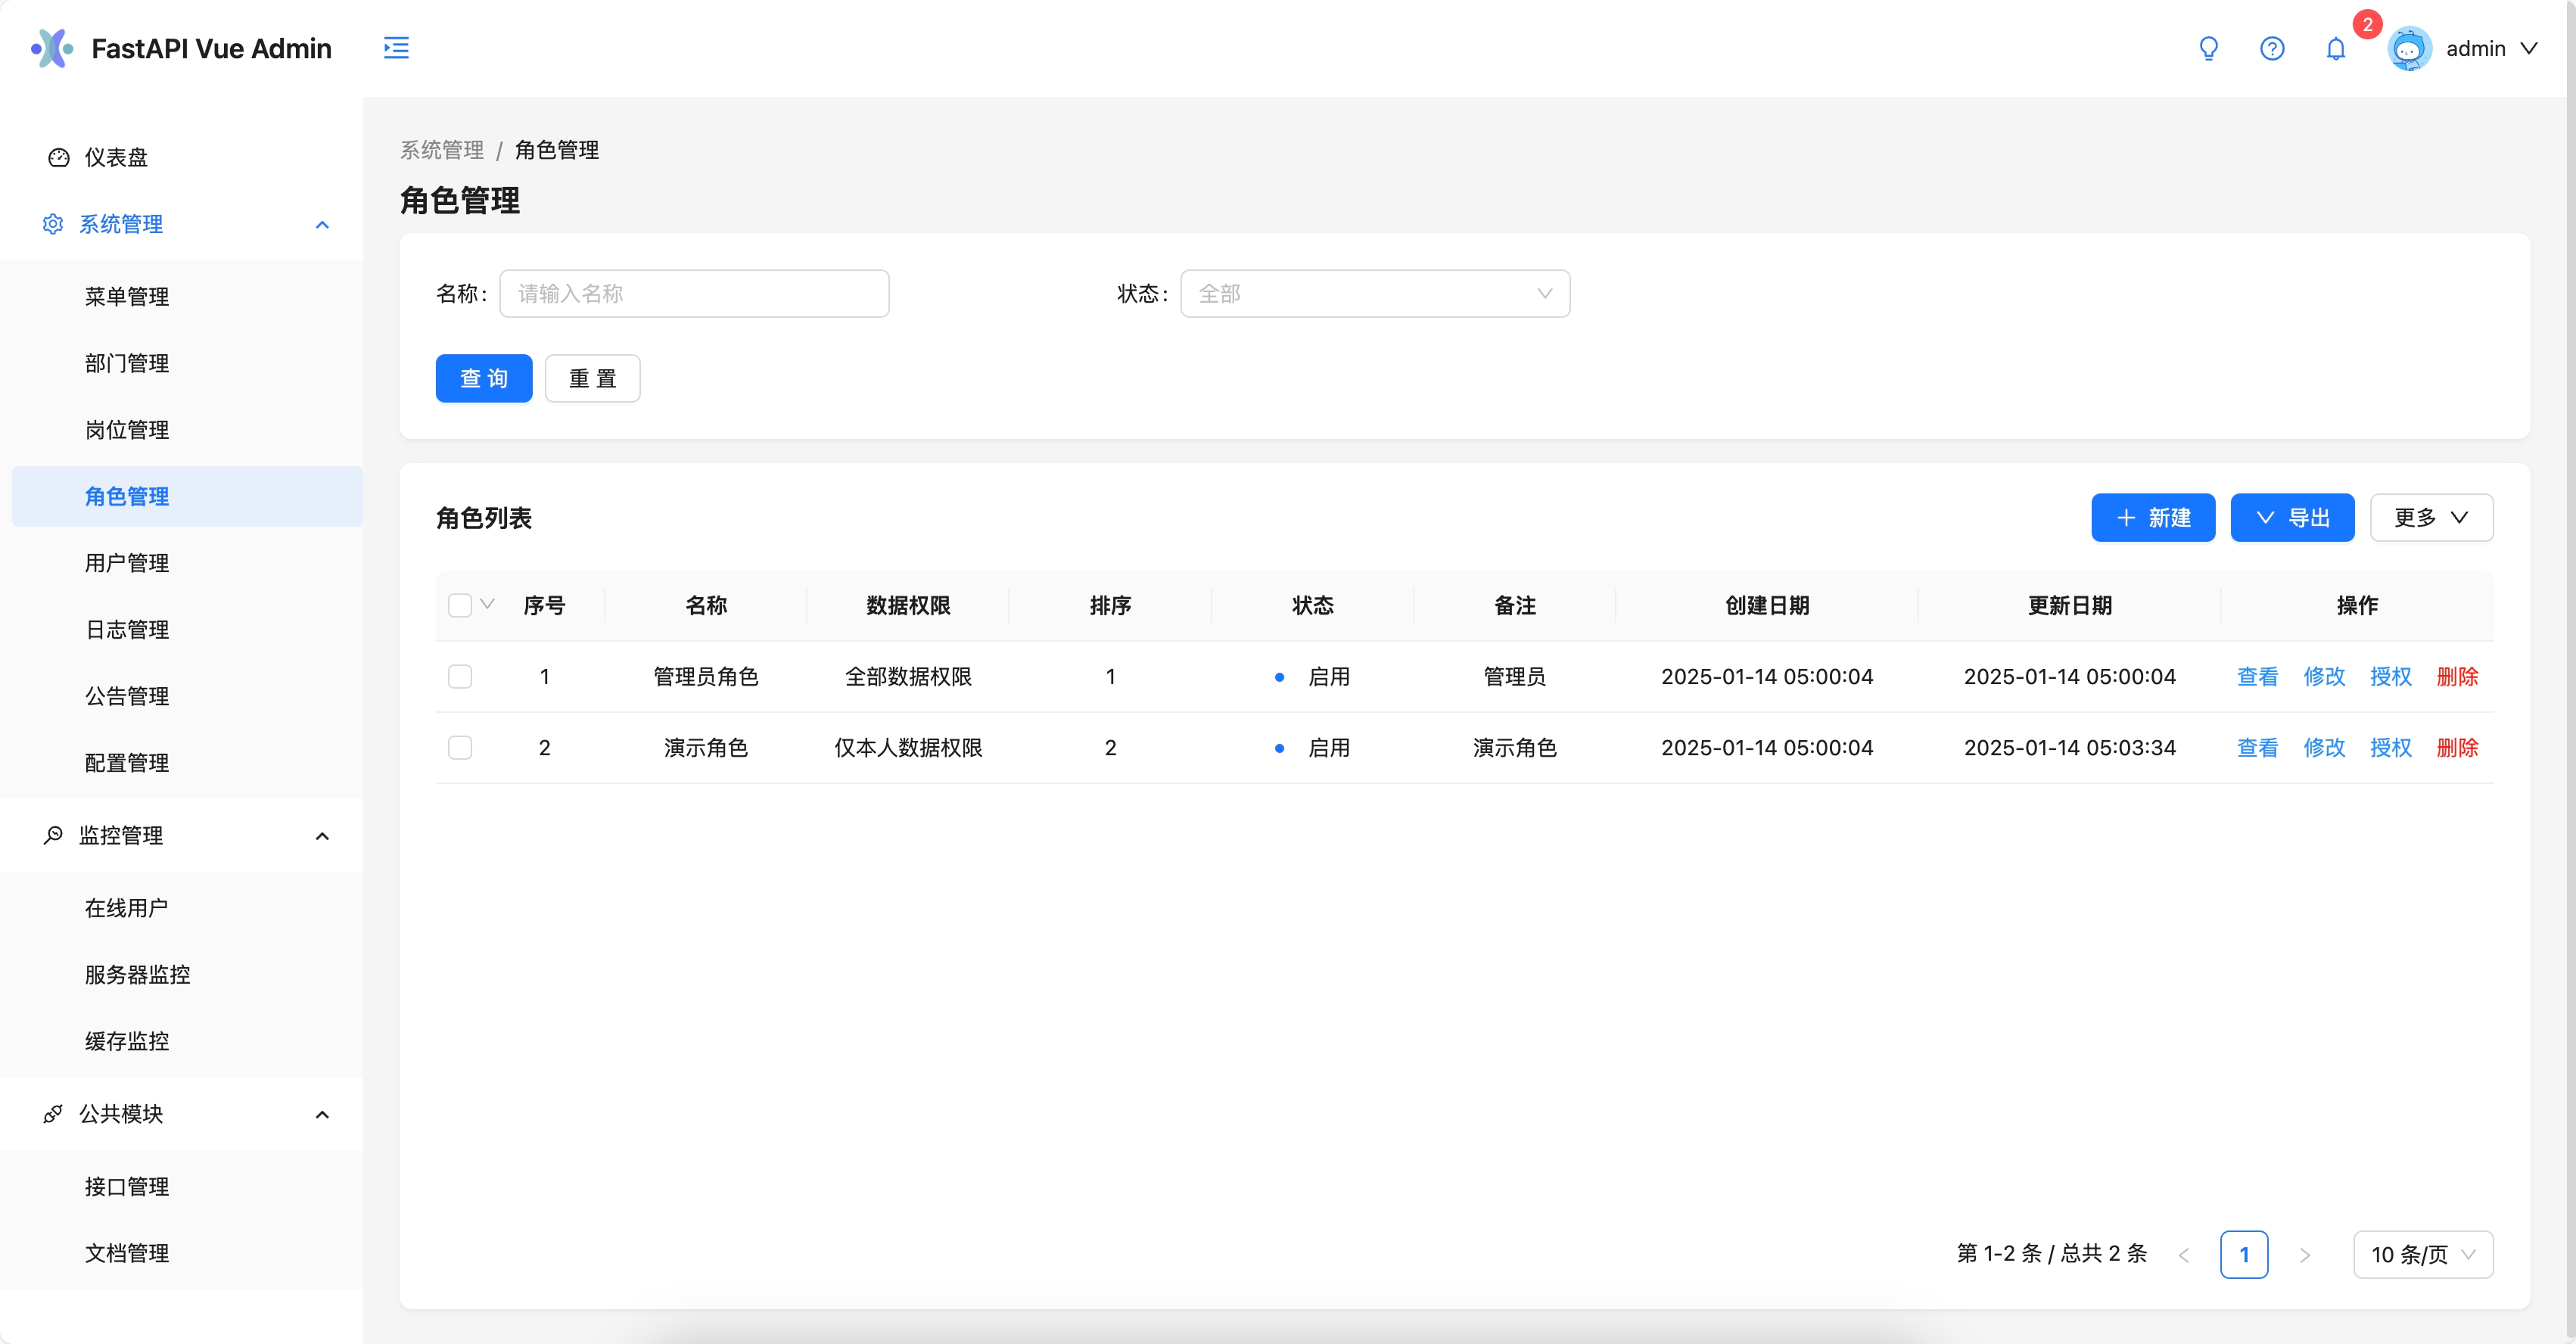 FastAPI Vue Admin
2
admin
仪表盘
系统管理
菜单管理
部门管理
岗位管理
角色管理
用户管理
日志管理
公告管理
配置管理
监控管理
在线用户
服务器监控
缓存监控
公共模块
接口管理
文档管理
系统管理 / 角色管理
角色管理
名称: 请输入名称 状态: 全部
查 询 重 置
角色列表 新建 导出 更多
序号 名称 数据权限 排序 状态 备注 创建日期 更新日期 操作
1 管理员角色 全部数据权限 1 启用 管理员 2025-01-14 05:00:04 2025-01-14 05:00:04 查看 修改 授权 删除
2 演示角色 仅本人数据权限 2 启用 演示角色 2025-01-14 05:00:04 2025-01-14 05:03:34 查看 修改 授权 删除
第 1-2 条 / 总共 2 条 < 1 > 10 条/页